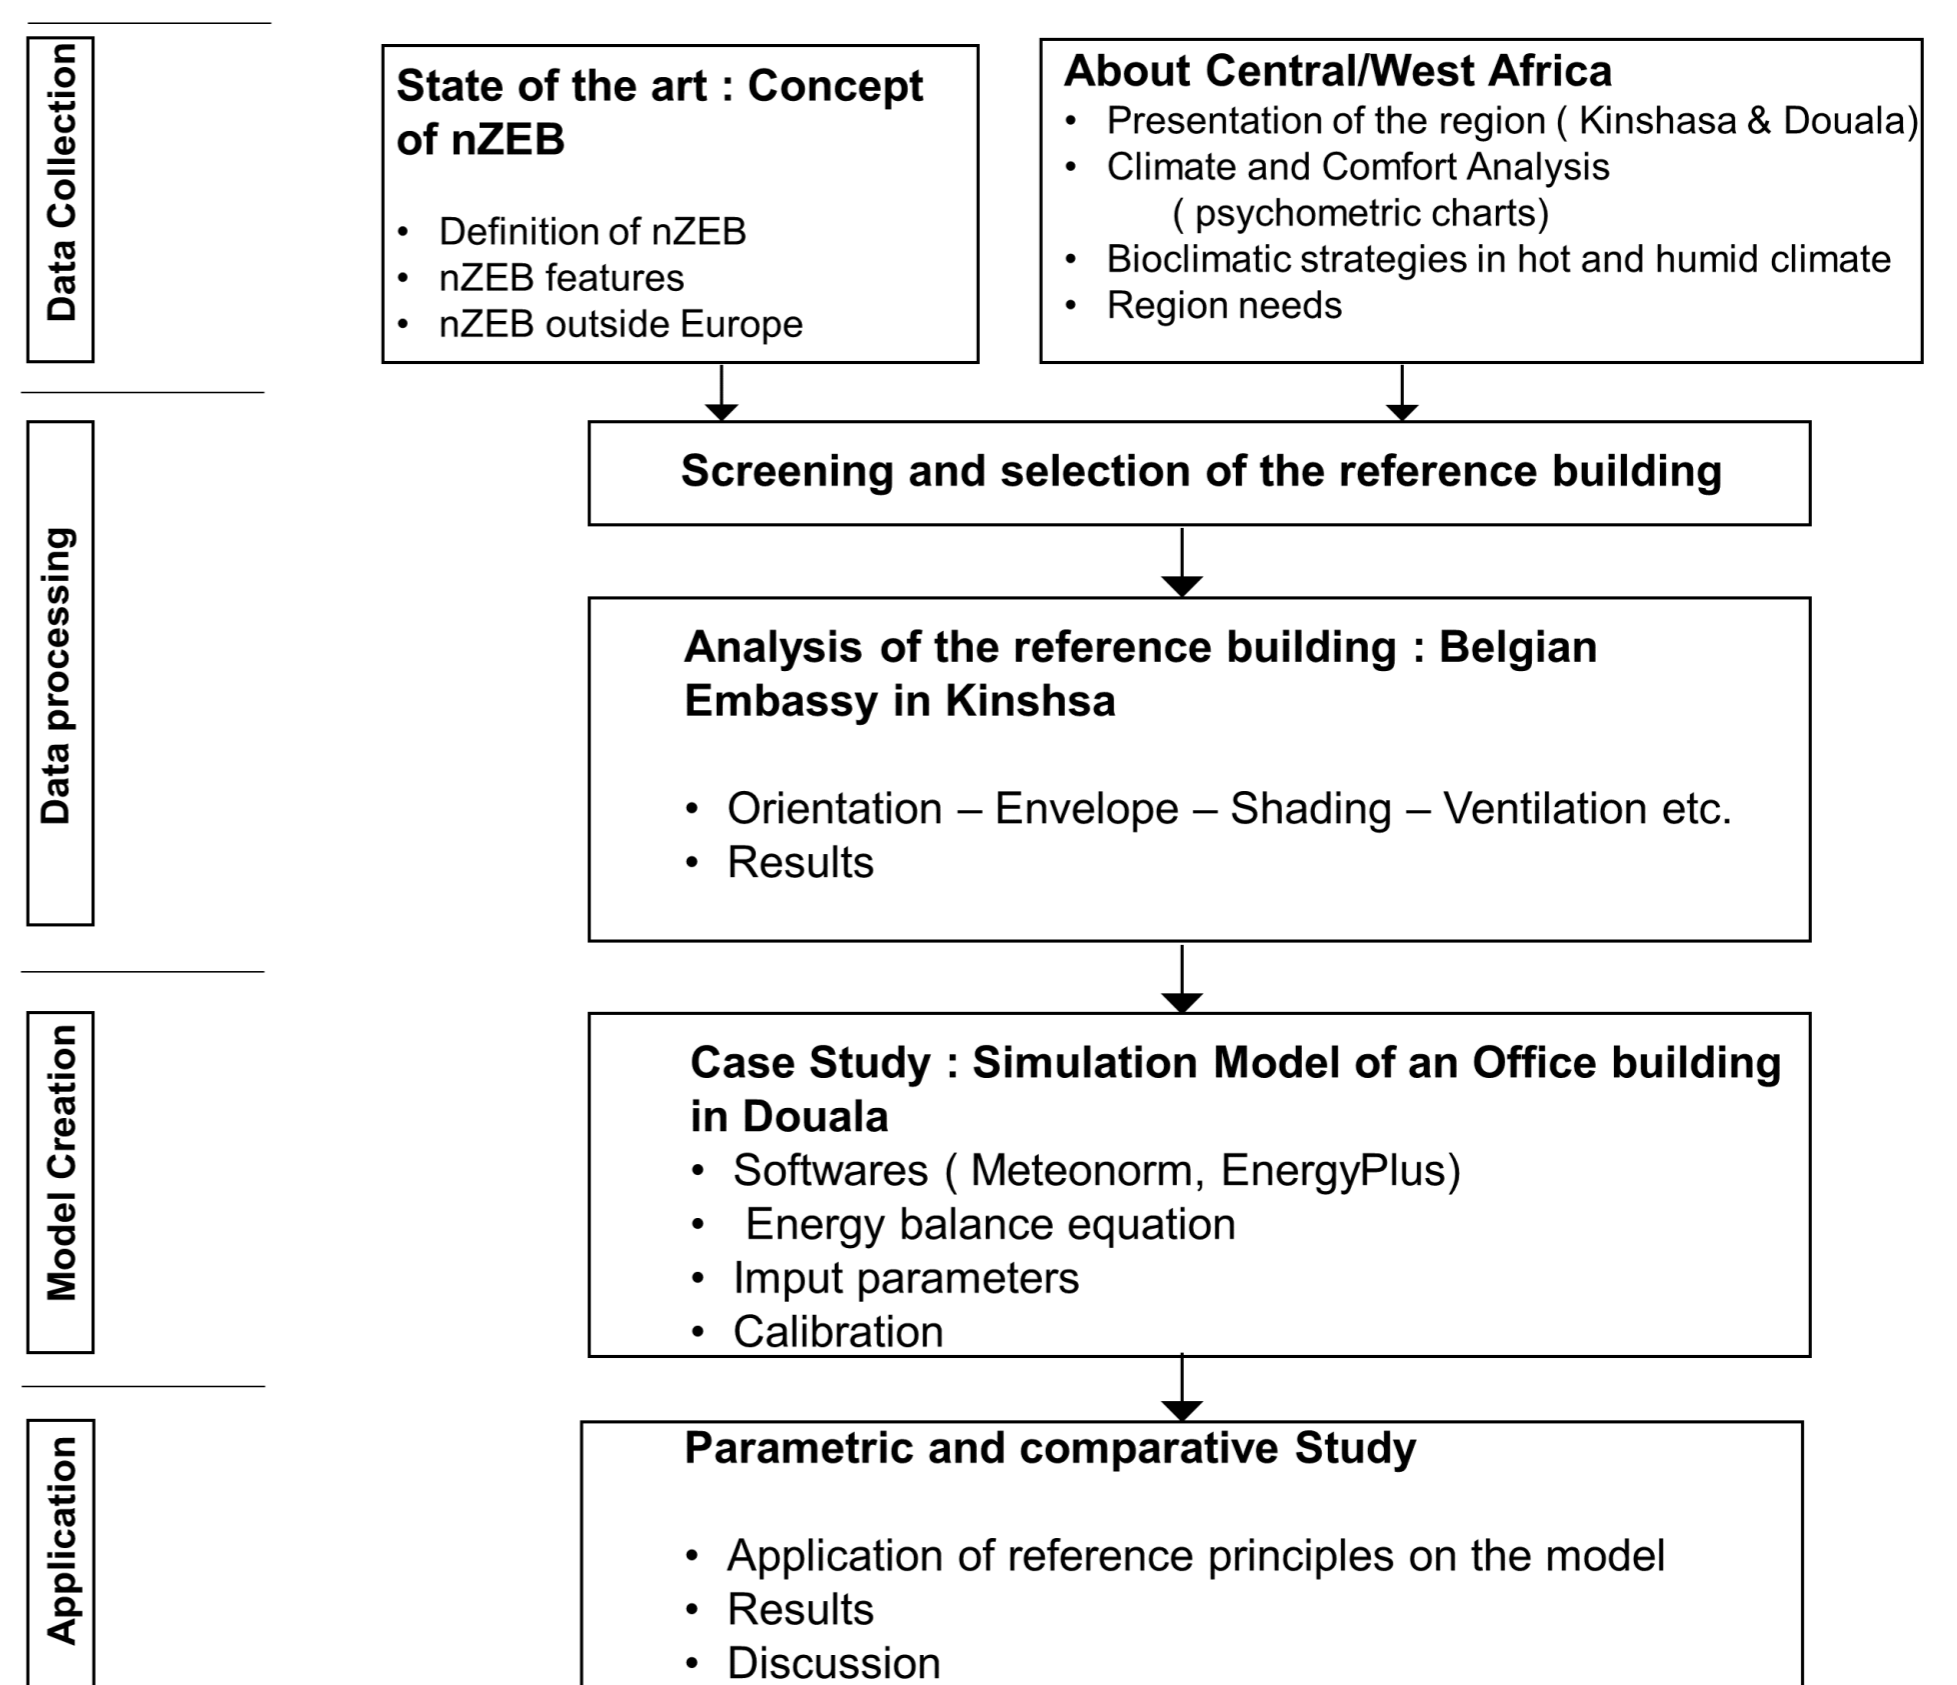 Data Collection
State of the art : Concept
of nZEB
• Definition of nZEB
• nZEB features
• nZEB outside Europe
About Central/West Africa
• Presentation of the region ( Kinshasa & Douala)
• Climate and Comfort Analysis
( psychometric charts)
• Bioclimatic strategies in hot and humid climate
• Region needs
Data processing
Screening and selection of the reference building
Analysis of the reference building : Belgian
Embassy in Kinshsa
• Orientation – Envelope – Shading – Ventilation etc.
• Results
Model Creation
Case Study : Simulation Model of an Office building
in Douala
• Softwares ( Meteonorm, EnergyPlus)
• Energy balance equation
• Imput parameters
• Calibration
Application
Parametric and comparative Study
• Application of reference principles on the model
• Results
• Discussion